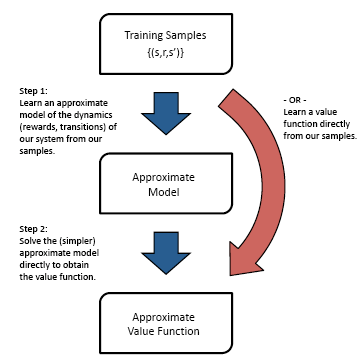 Training Samples
{(s,r,s’)}
Step 1:
Learn an approximate
model of the dynamics
(rewards, transitions) of
our system from our
samples.
- OR -
Learn a value
function directly
from our samples.
Approximate
Model
Step 2:
Solve the (simpler)
approximate model
directly to obtain
the value function.
Approximate
Value Function